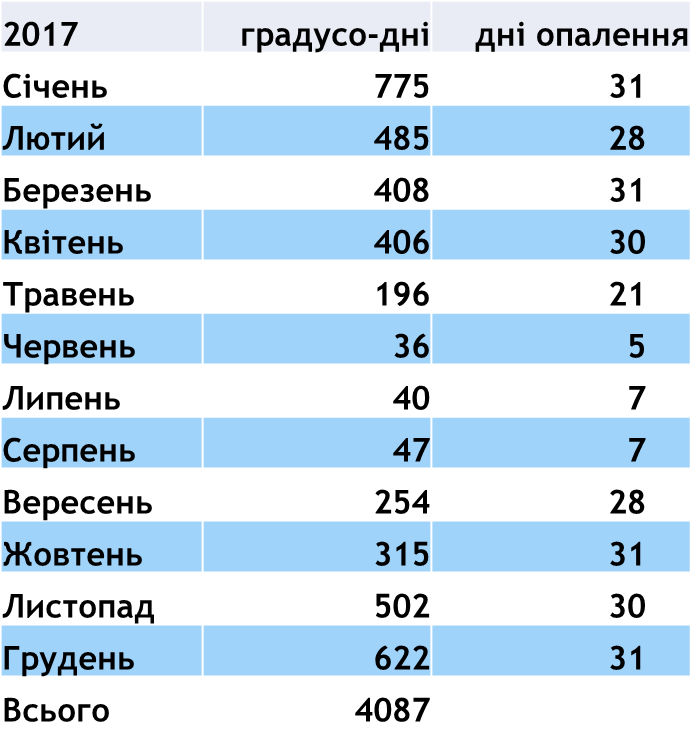 2017 градусо-дні дні опалення
Січень 775 31
Лютий 485 28
Березень 408 31
Квітень 406 30
Травень 196 21
Червень 36 5
Липень 40 7
Серпень 47 7
Вересень 254 28
Жовтень 315 31
Листопад 502 30
Грудень 622 31
Всього 4087